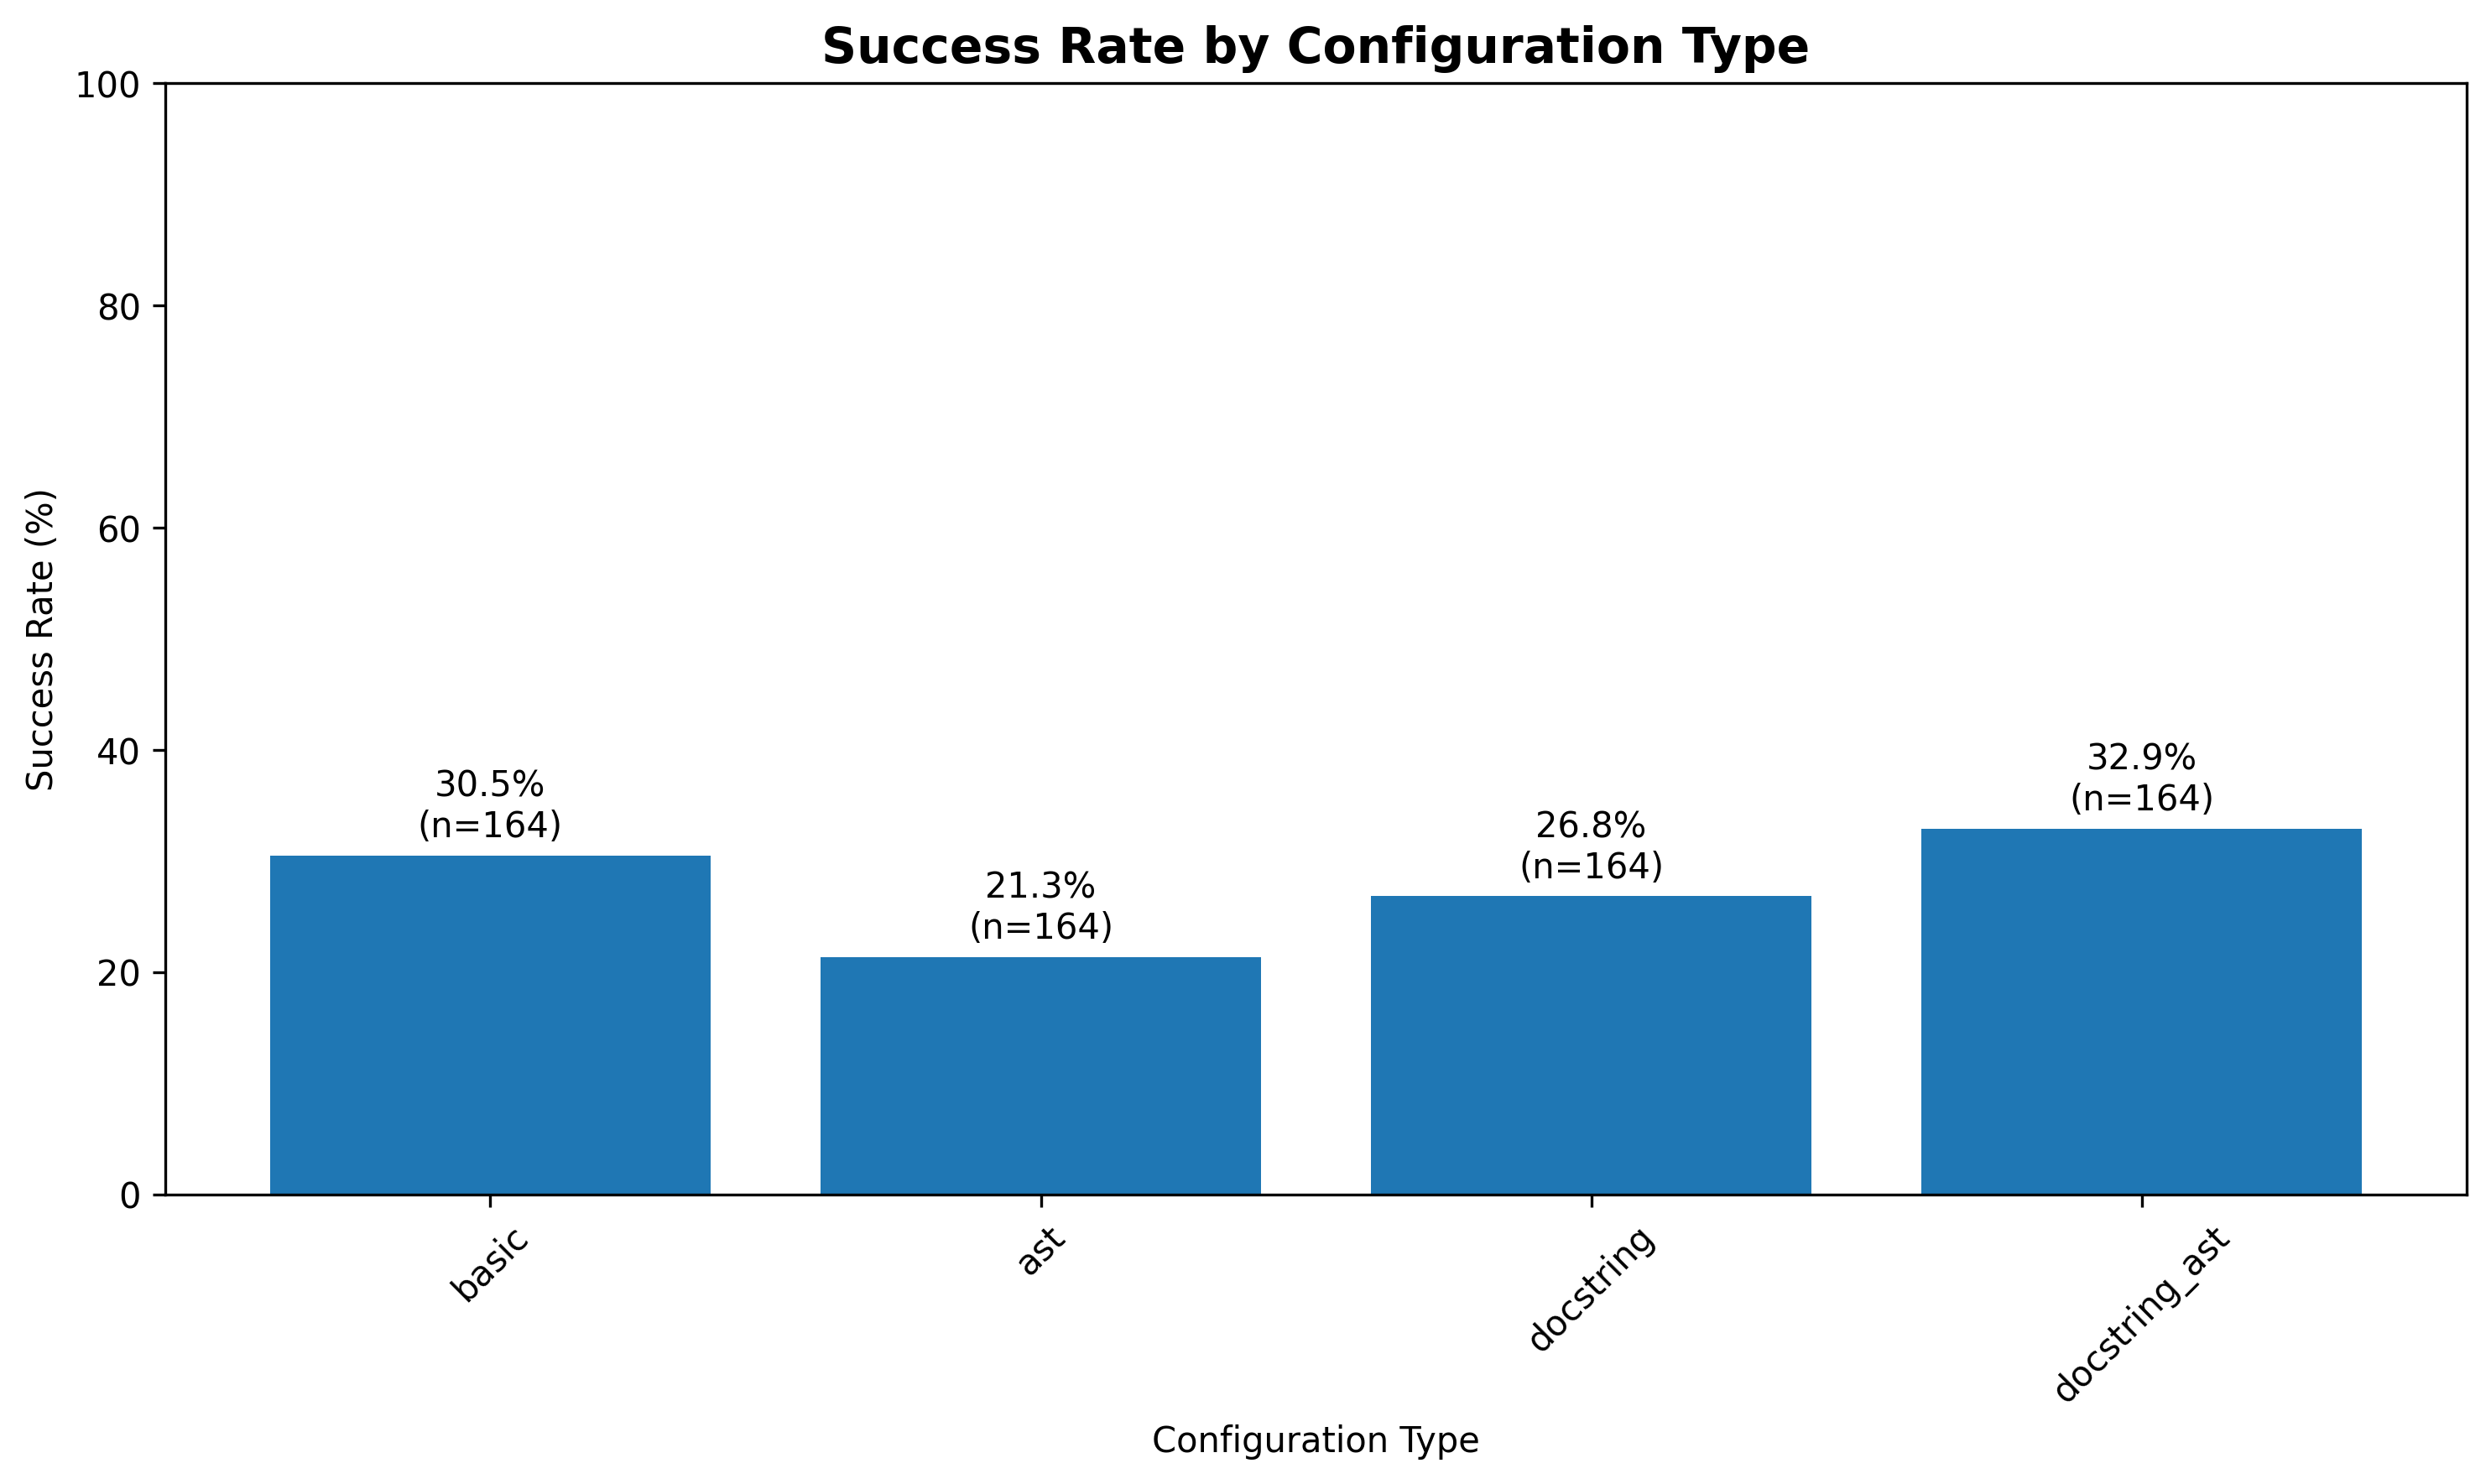 Success Rate by Configuration Type
Success Rate (%)
100
80
60
40
20
0
30.5%
(n=164)
21.3%
(n=164)
26.8%
(n=164)
32.9%
(n=164)
basic
ast
docstring
docstring_ast
Configuration Type